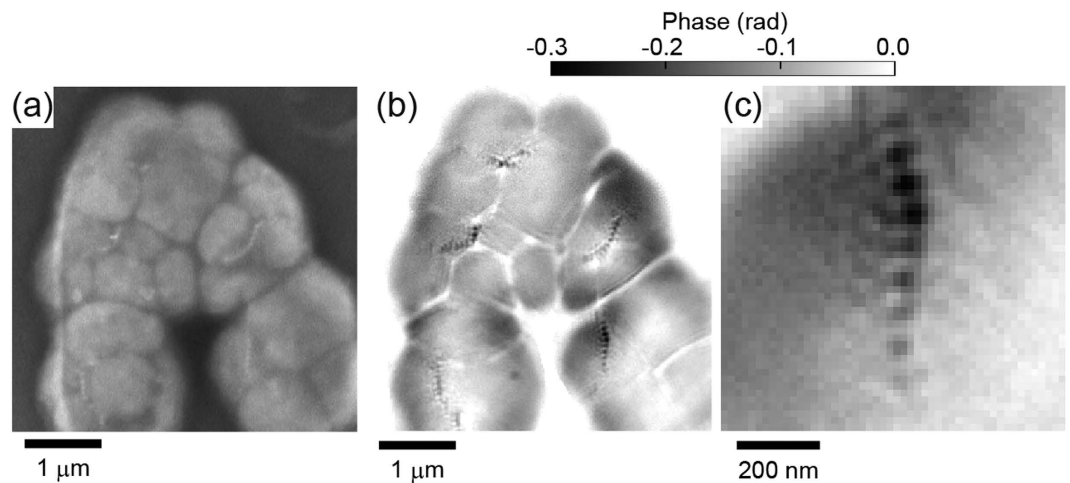 Phase (rad)
-0.3 -0.2 -0.1 0.0
(a) (b) (c)
1 μm 1 μm 200 nm